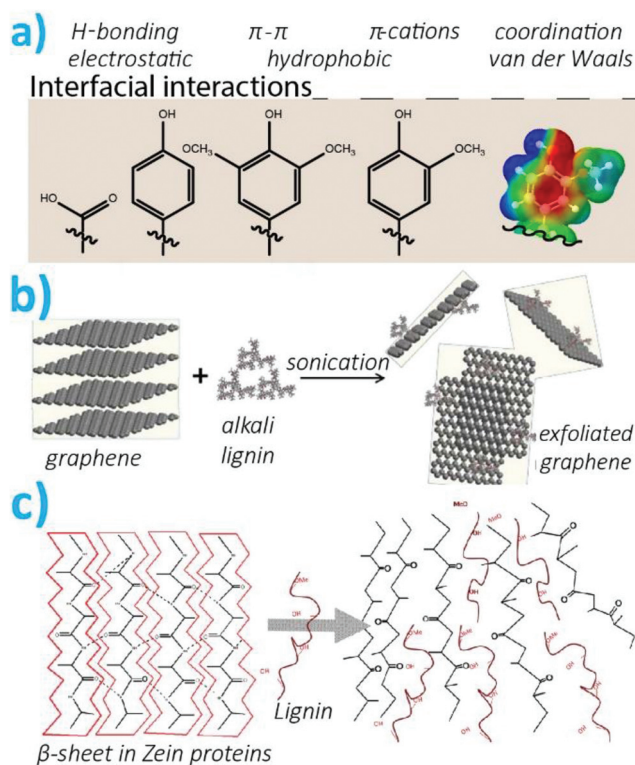 a)
H-bonding π-π π-cations coordination
electrostatic hydrophobic van der Waals
Interfacial interactions
OH OH OH
OCH₃ OCH₃ OCH₃
HO O
b)
+ sonication
alkali
lignin
graphene
exfoliated
graphene
c)
Lignin
β-sheet in Zein proteins